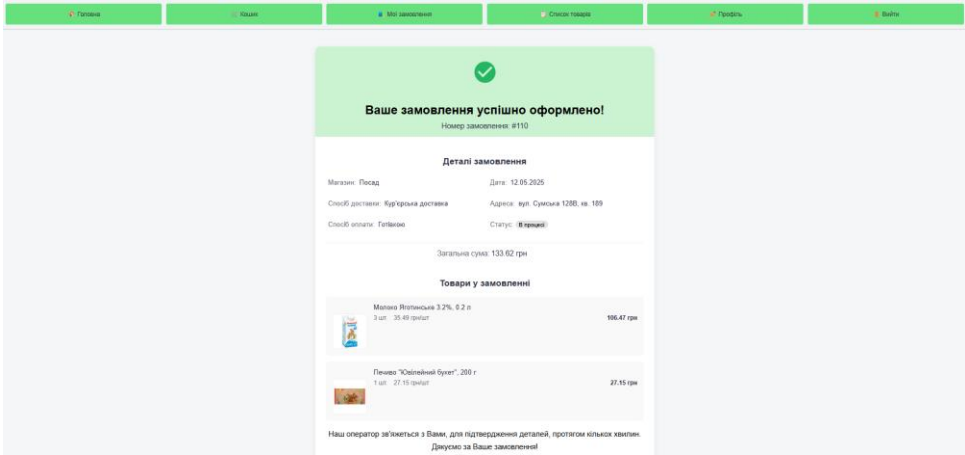 Головна
Кошик
Мої замовлення
Список товарів
Профіль
Вийти
Ваше замовлення успішно оформлено!
Номер замовлення: #110
Деталі замовлення
Магазин: Посад
Дата: 12.05.2025
Спосіб доставки: Кур'єрська доставка
Адреса: вул. Сумська 128В, кв. 189
Спосіб оплати: Готівкою
Статус: В процесі
Загальна сума: 133.62 грн
Товари у замовленні
Молоко Яготинське 3.2%, 0.2 л
3 шт 35.49 грн/шт
106.47 грн
Печиво "Ювілейний букет", 200 г
1 шт 27.15 грн/шт
27.15 грн
Наш оператор зв'яжеться з Вами, для підтвердження деталей, протягом кількох хвилин.
Дякуємо за Ваше замовлення!